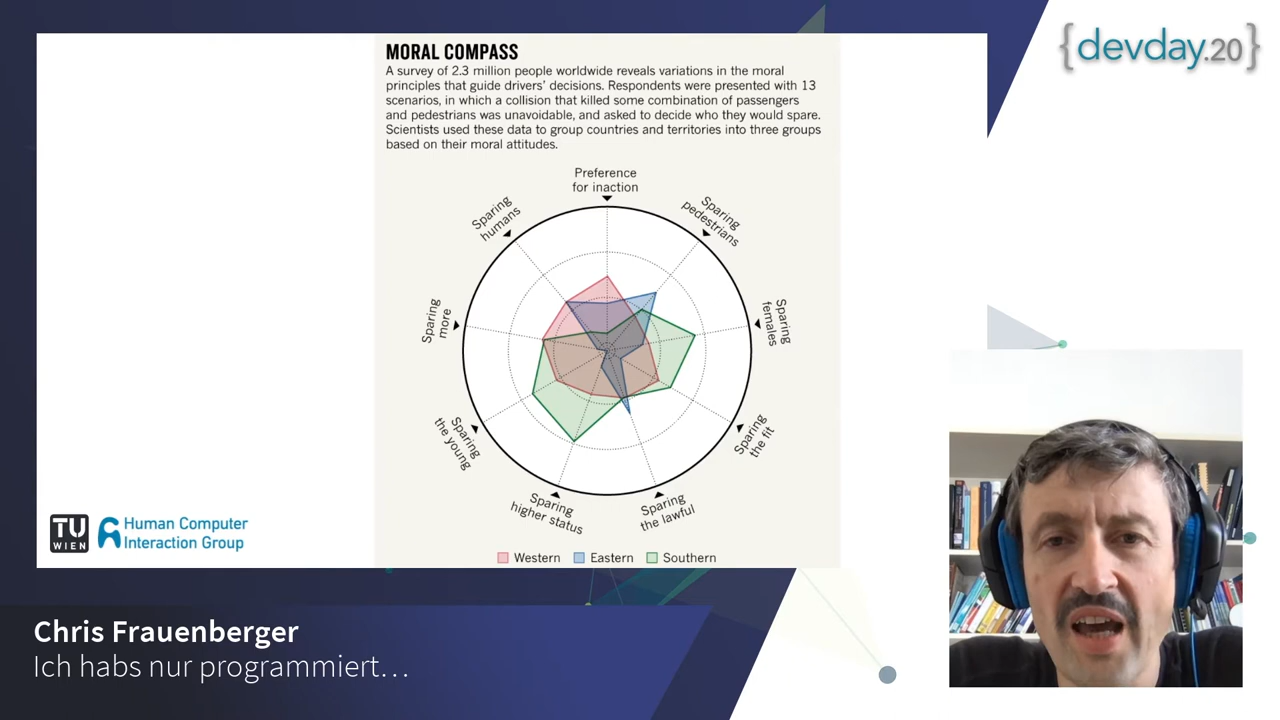 {devday.20}
MORAL COMPASS
A survey of 2.3 million people worldwide reveals variations in the moral
principles that guide drivers' decisions. Respondents were presented with 13
scenarios, in which a collision that killed some combination of passengers
and pedestrians was unavoidable, and asked to decide who they would spare.
Scientists used these data to group countries and territories into three groups
based on their moral attitudes.
Preference
for inaction
Sparing
pedestrians
Sparing
females
Sparing
the fit
Sparing
the lawful
Sparing
higher status
Sparing
the young
Sparing
more
Sparing
humans
Western
Eastern
Southern
TU
WIEN
Human Computer
Interaction Group
Chris Frauenberger
Ich habs nur programmiert...